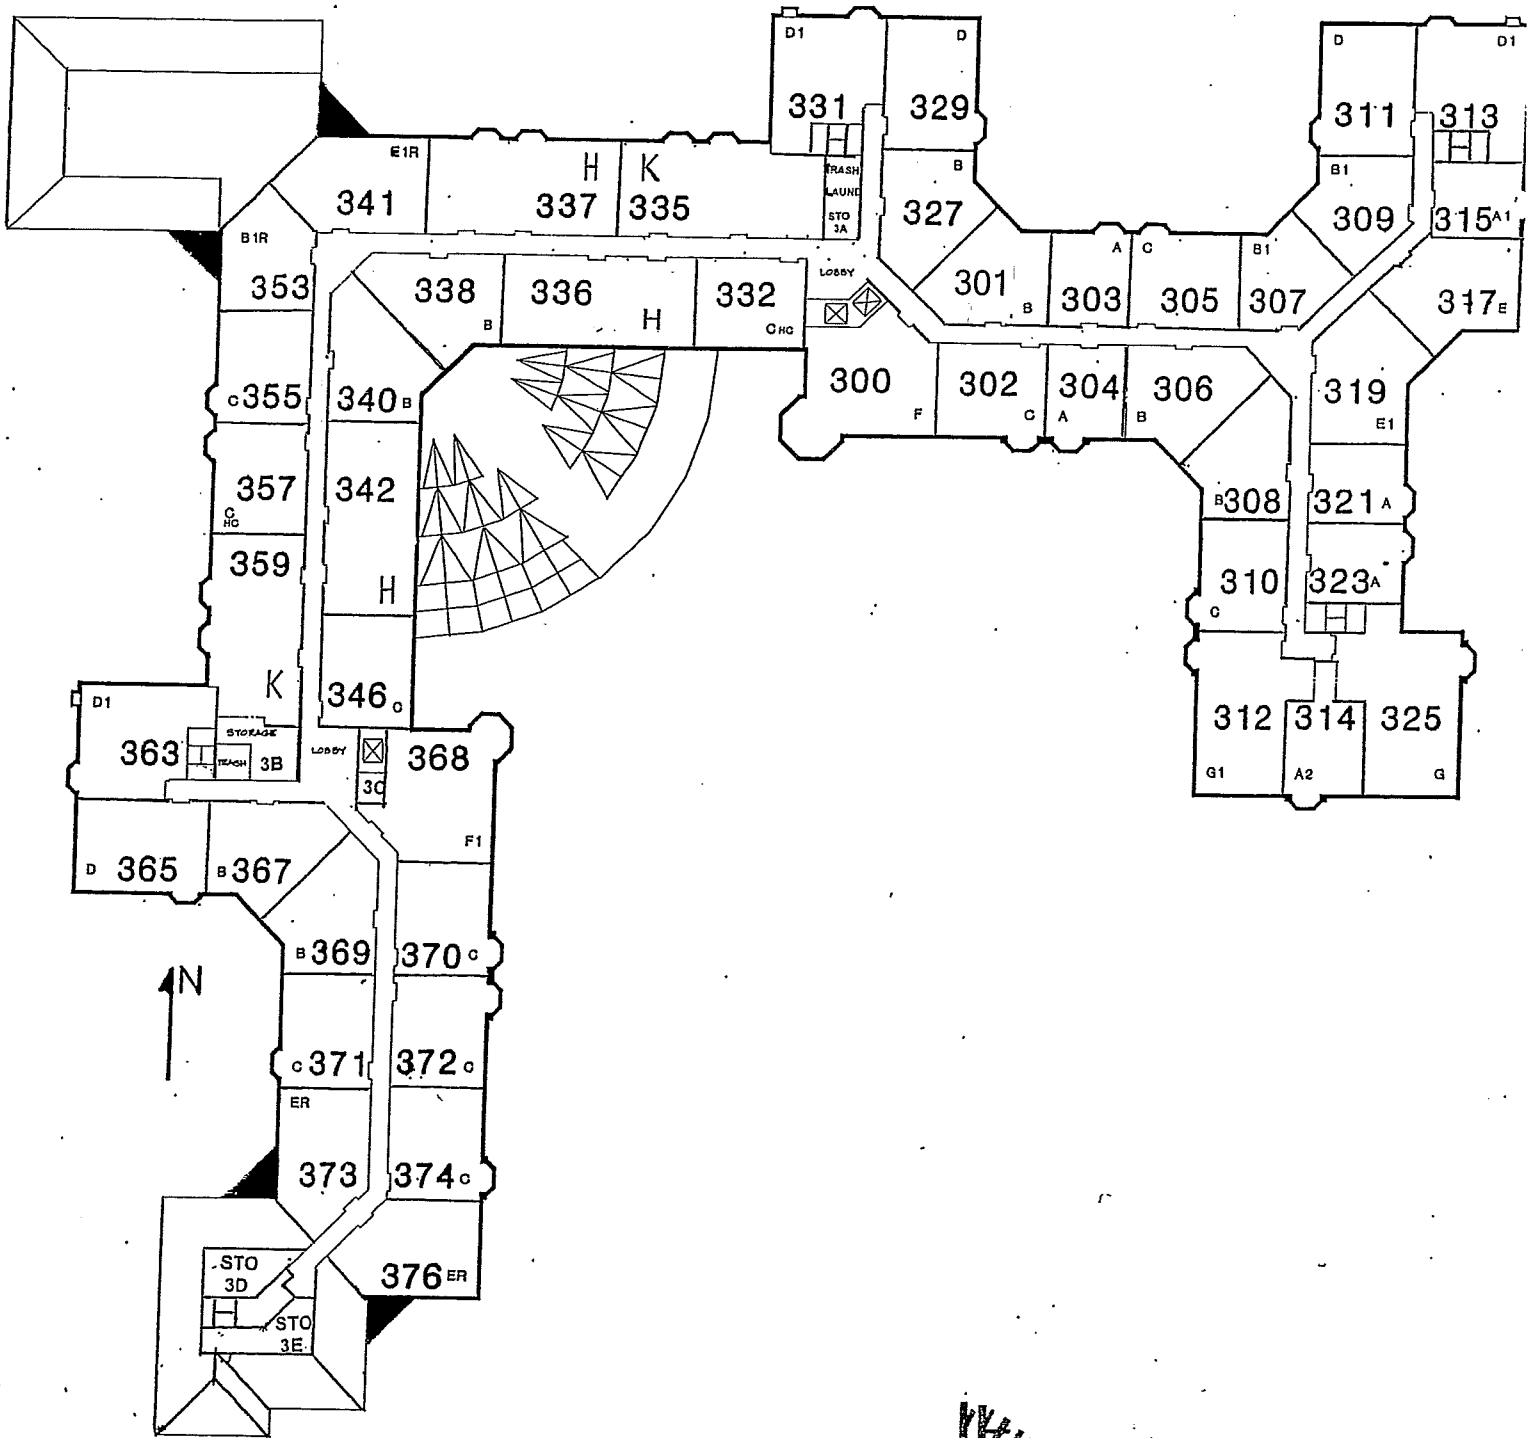 D1
D
D
D1
331
329
311
313
E1R
H
K
TRASH
B
B1
341
337
335
LAUND
327
309
315 A1
STO
3A
B1R
A
C
B1
353
338
336
332
LOBBY
301
303
305
307
317 E
B
H
C HC
B
C 355
340 B
300
302
304
306
319
F
C
A
B
E1
357
342
B 308
321 A
C
HC
359
H
310
323 A
C
K
346 C
D1
312
314
325
363
STORAGE
TRASH
3B
LOBBY
368
3C
G1
A2
G
F1
D 365
B 367
B 369
370 C
N
C 371
372 C
ER
373
374 C
STO
3D
376 ER
STO
3E